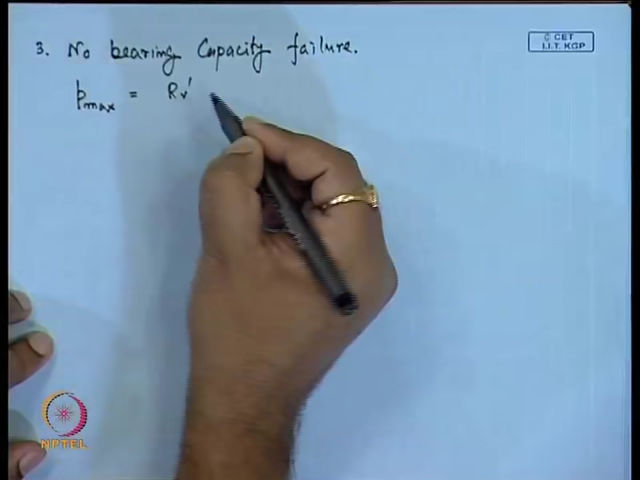 © CET
I.I.T. KGP
3. No bearing Capacity failure.
pmax = Rv'
NPTEL